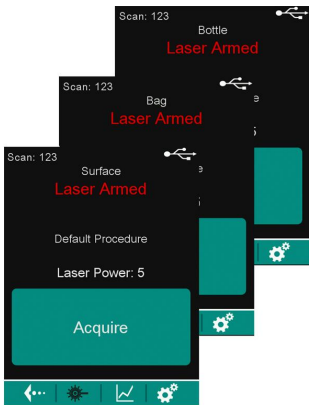 Scan: 123
Bottle
Laser Armed
Scan: 123
Bag
Laser Armed
Scan: 123
Surface
Laser Armed
Default Procedure
Laser Power: 5
Acquire